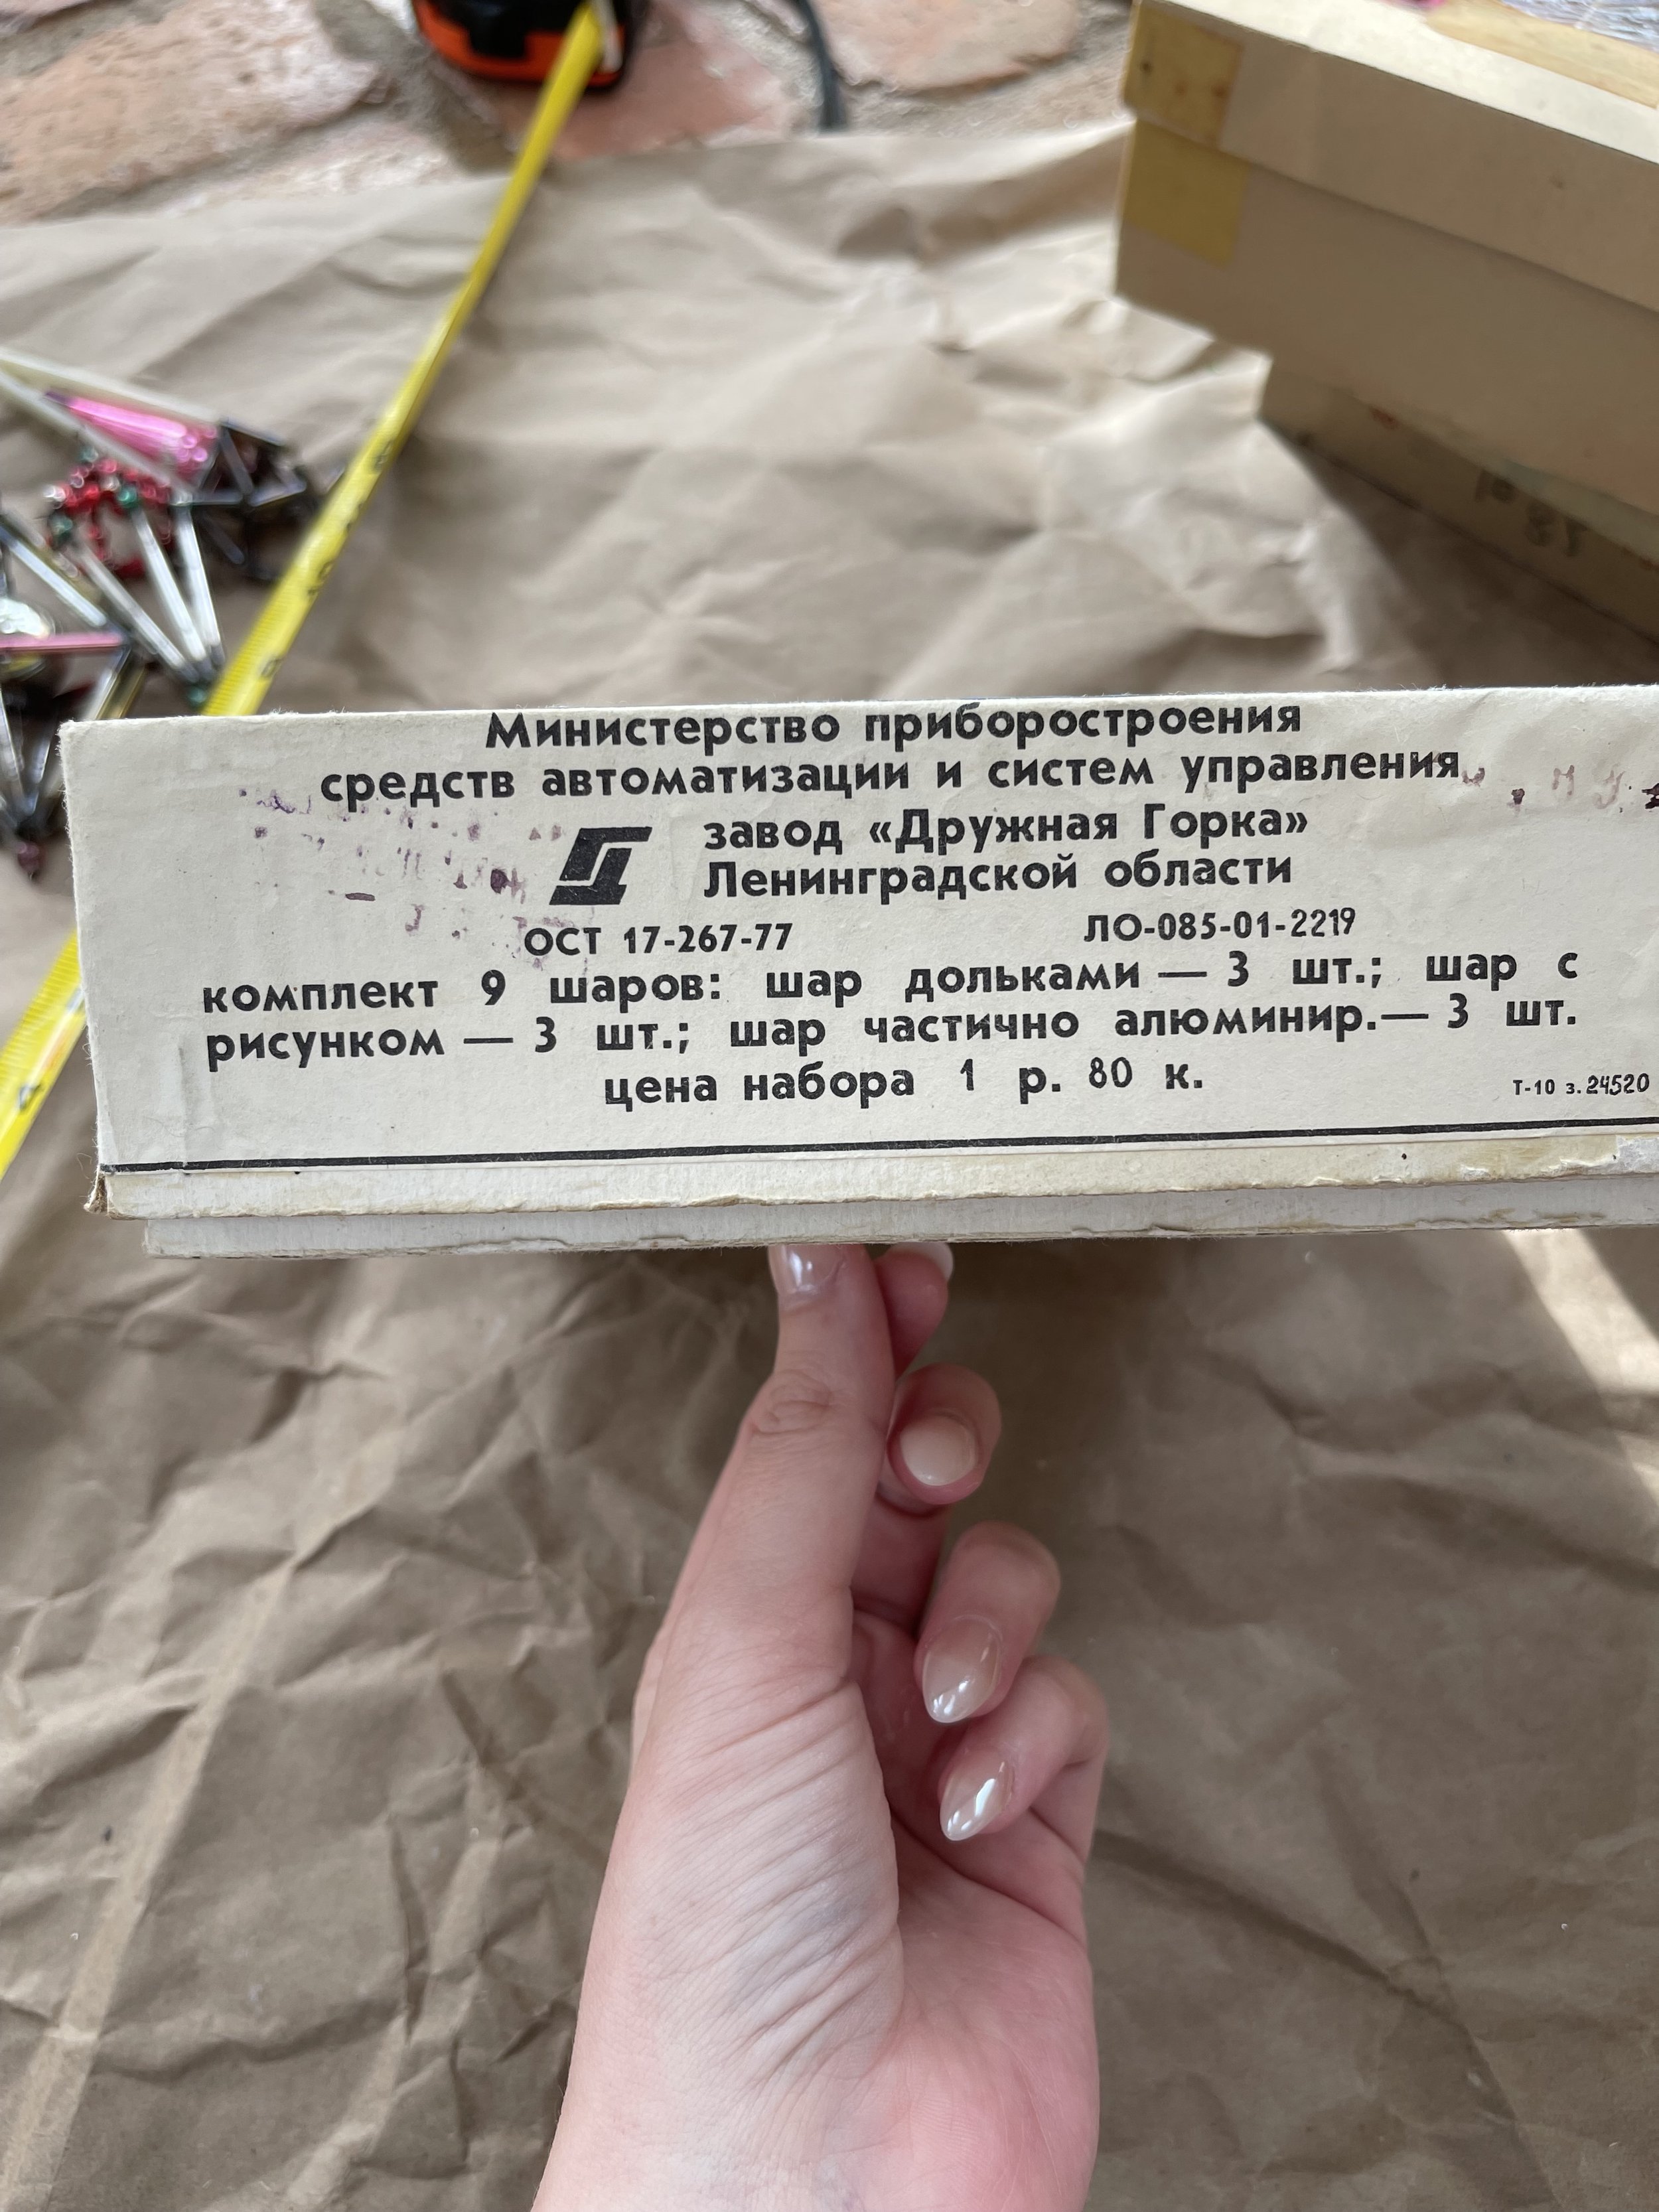 Министерство приборостроения
средств автоматизации и систем управления
завод «Дружная Горка»
Ленинградской области
ОСТ 17-267-77 ЛО-085-01-2219
комплект 9 шаров: шар дольками — 3 шт.; шар с
рисунком — 3 шт.; шар частично алюминир.— 3 шт.
цена набора 1 р. 80 к.
Т-10 з. 24520